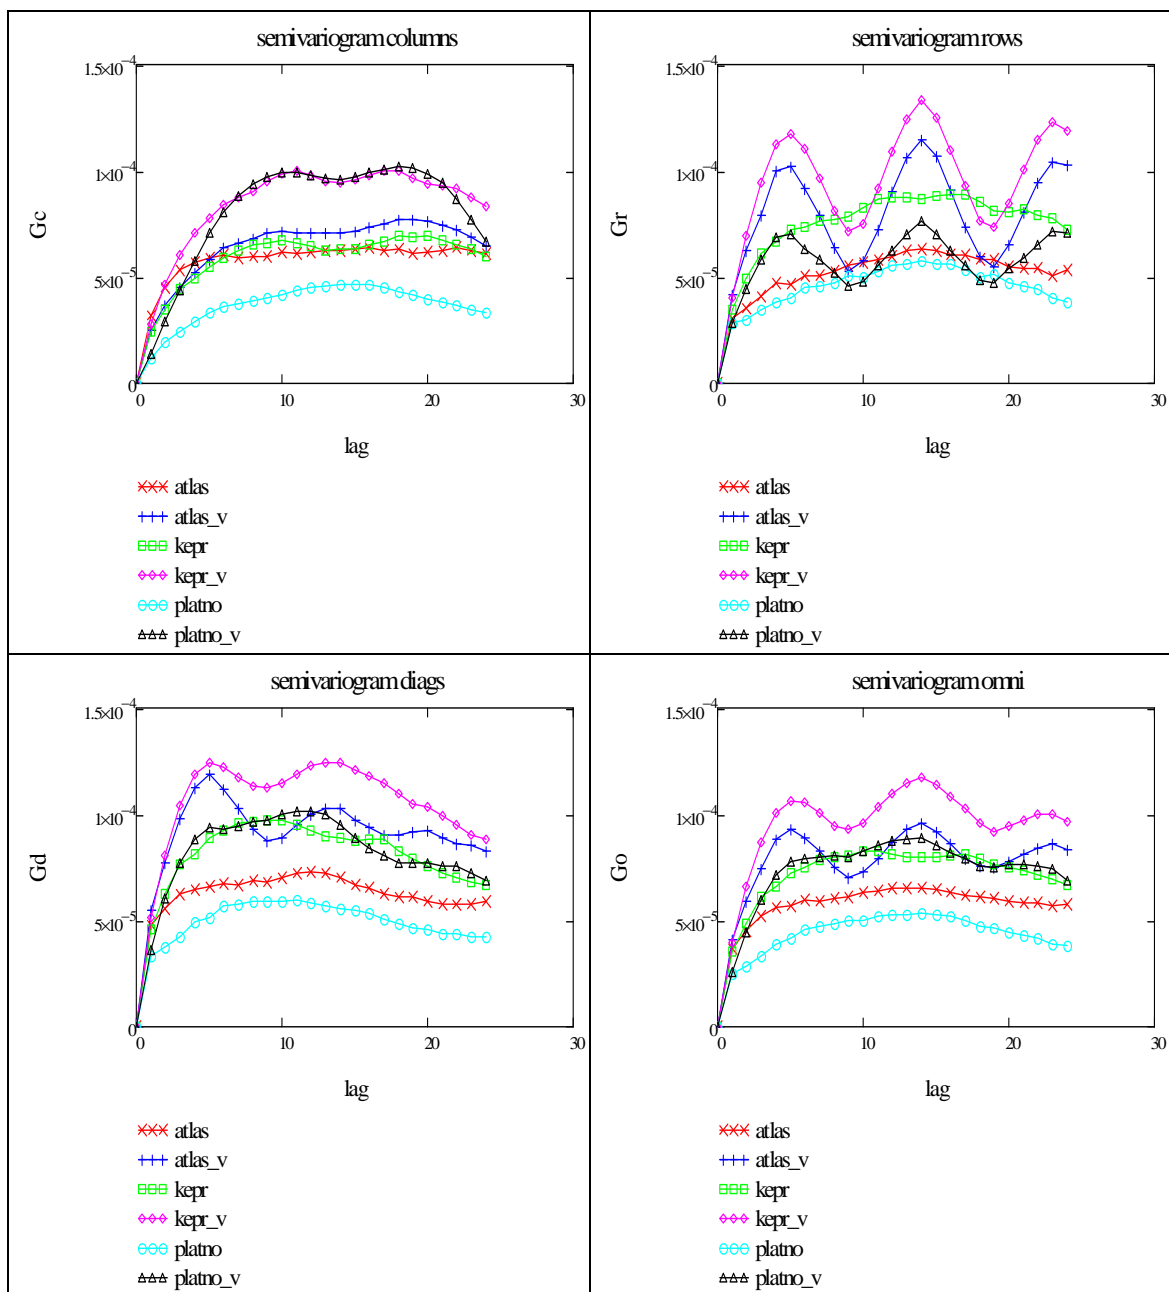 semivariogram columns
1.5×10⁻⁴
1×10⁻⁴
5×10⁻⁵
0
Gc
0 10 20 30
lag
atlas
atlas_v
kepr
kepr_v
platno
platno_v
semivariogram rows
1.5×10⁻⁴
1×10⁻⁴
5×10⁻⁵
0
Gr
0 10 20 30
lag
atlas
atlas_v
kepr
kepr_v
platno
platno_v
semivariogram diags
1.5×10⁻⁴
1×10⁻⁴
5×10⁻⁵
0
Gd
0 10 20 30
lag
atlas
atlas_v
kepr
kepr_v
platno
platno_v
semivariogram omni
1.5×10⁻⁴
1×10⁻⁴
5×10⁻⁵
0
Go
0 10 20 30
lag
atlas
atlas_v
kepr
kepr_v
platno
platno_v